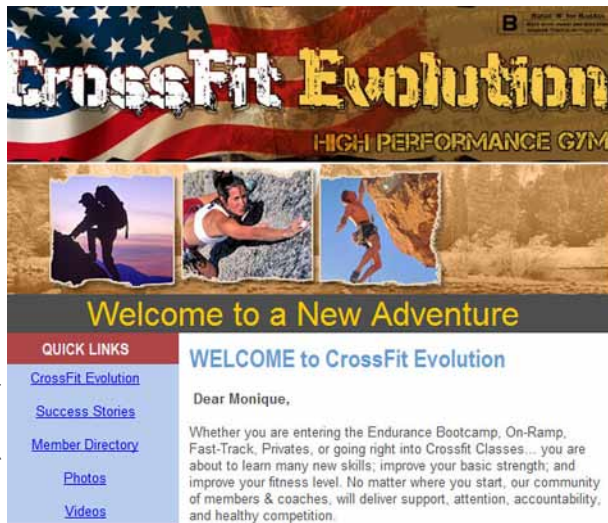 B
CrossFit Evolution
HIGH PERFORMANCE GYM
Welcome to a New Adventure
QUICK LINKS
CrossFit Evolution
Success Stories
Member Directory
Photos
Videos
WELCOME to CrossFit Evolution
Dear Monique,
Whether you are entering the Endurance Bootcamp, On-Ramp,
Fast-Track, Privates, or going right into Crossfit Classes... you are
about to learn many new skills; improve your basic strength; and
improve your fitness level. No matter where you start, our community
of members & coaches, will deliver support, attention, accountability,
and healthy competition.